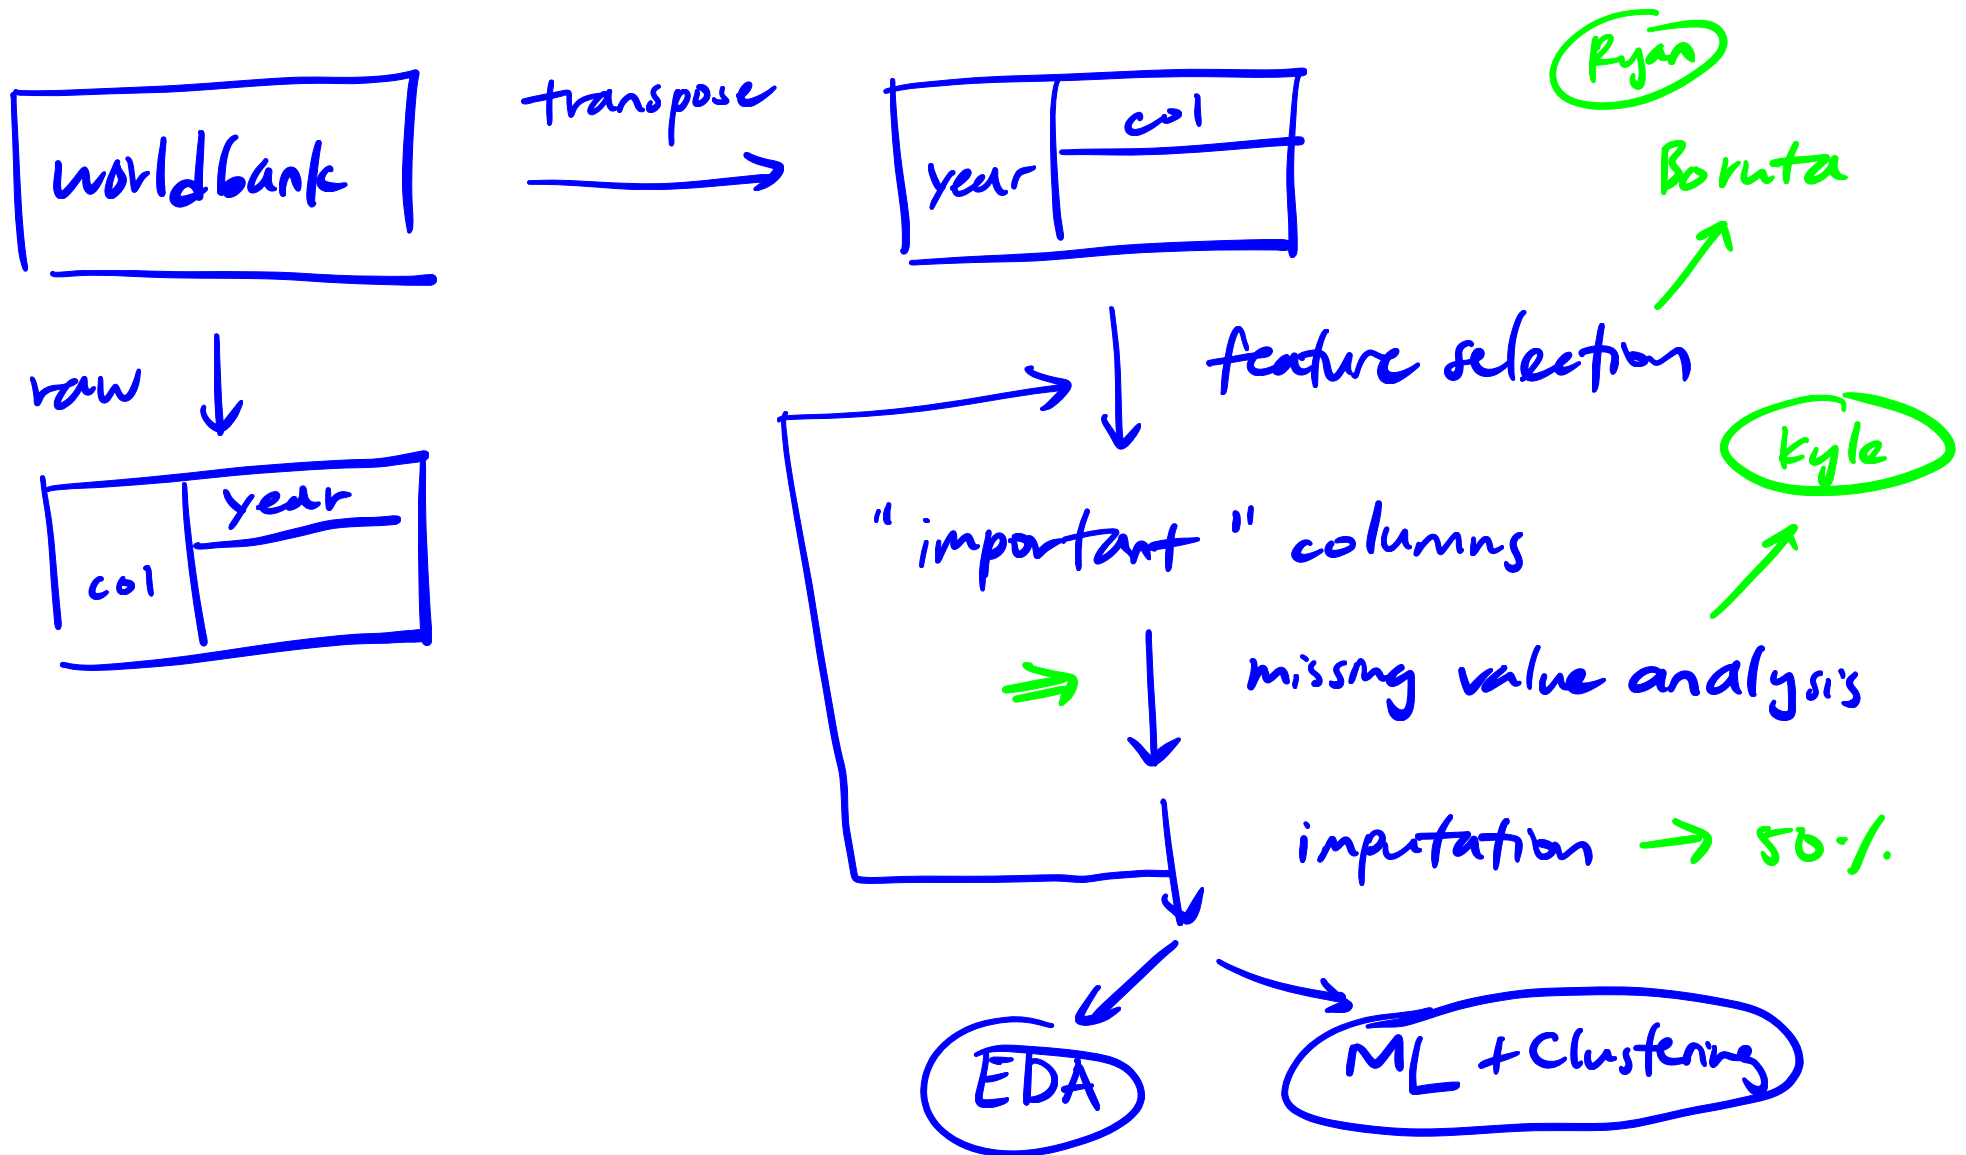 Ryan
transpose
col
worldbank
year
Boruta
feature selection
raw
Kyle
year
"important" columns
col
missing value analysis
imputation → 50%
EDA
ML + Clustering